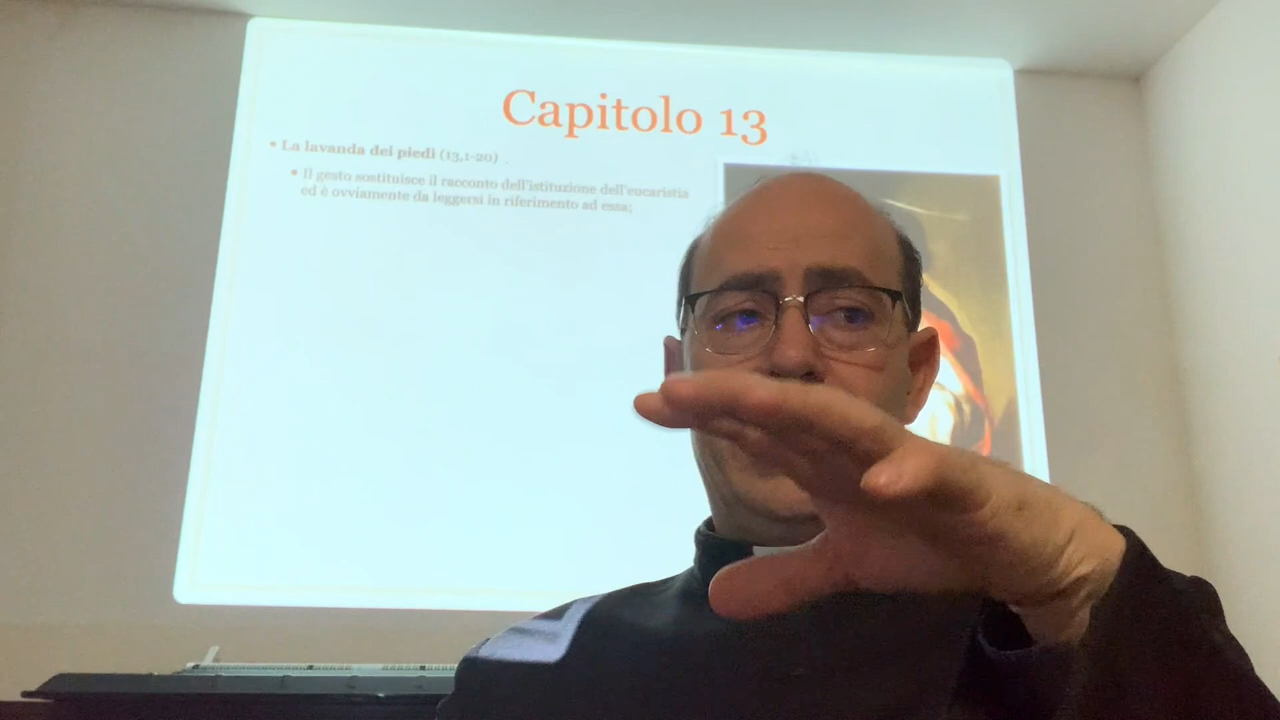 Capitolo 13
• La lavanda dei piedi (13,1-20)
• Il gesto sostituisce il racconto dell'istituzione dell'eucaristia
ed è ovviamente da leggersi in riferimento ad essa;